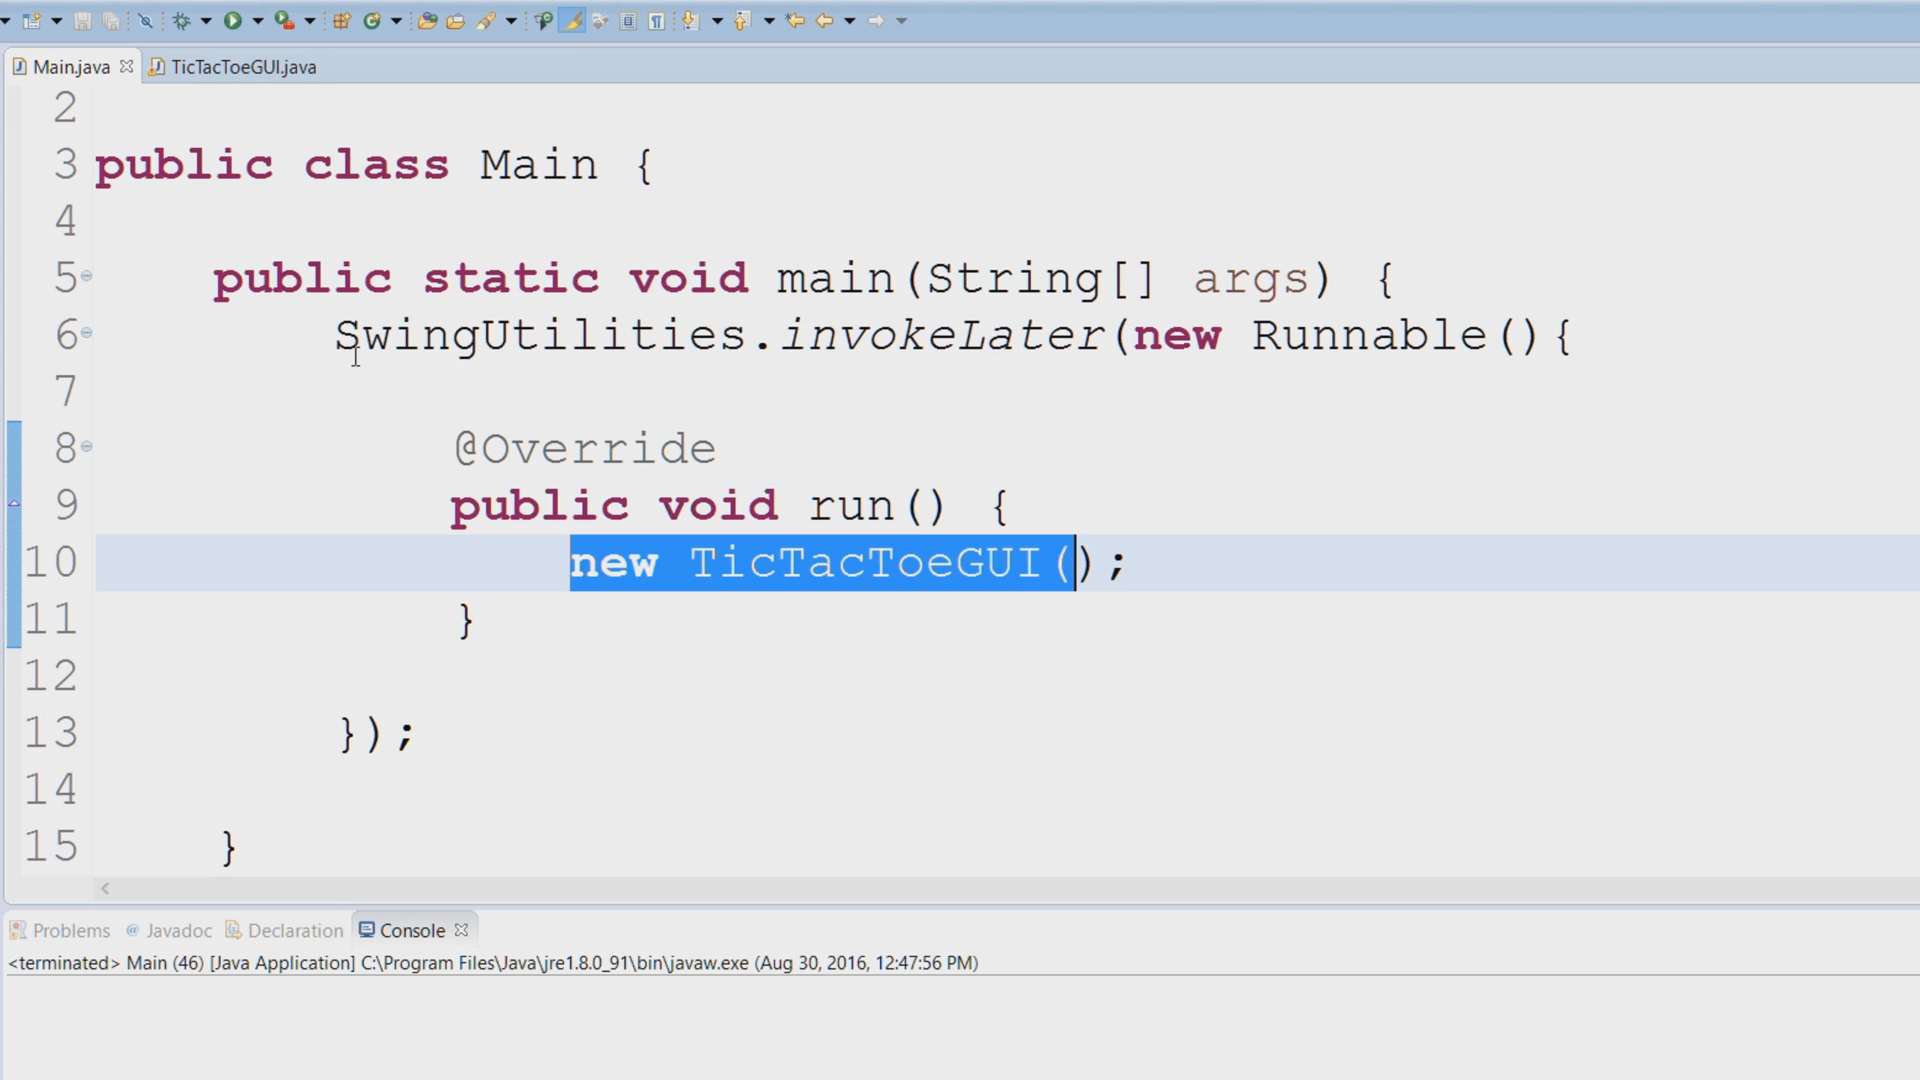 Main.java
TicTacToeGUI.java
2
3 public class Main {
4
5 public static void main(String[] args) {
6 SwingUtilities.invokeLater(new Runnable(){
7
8 @Override
9 public void run() {
10 new TicTacToeGUI();
11 }
12
13 });
14
15 }
Problems @ Javadoc Declaration Console
<terminated> Main (46) [Java Application] C:\Program Files\Java\jre1.8.0_91\bin\javaw.exe (Aug 30, 2016, 12:47:56 PM)